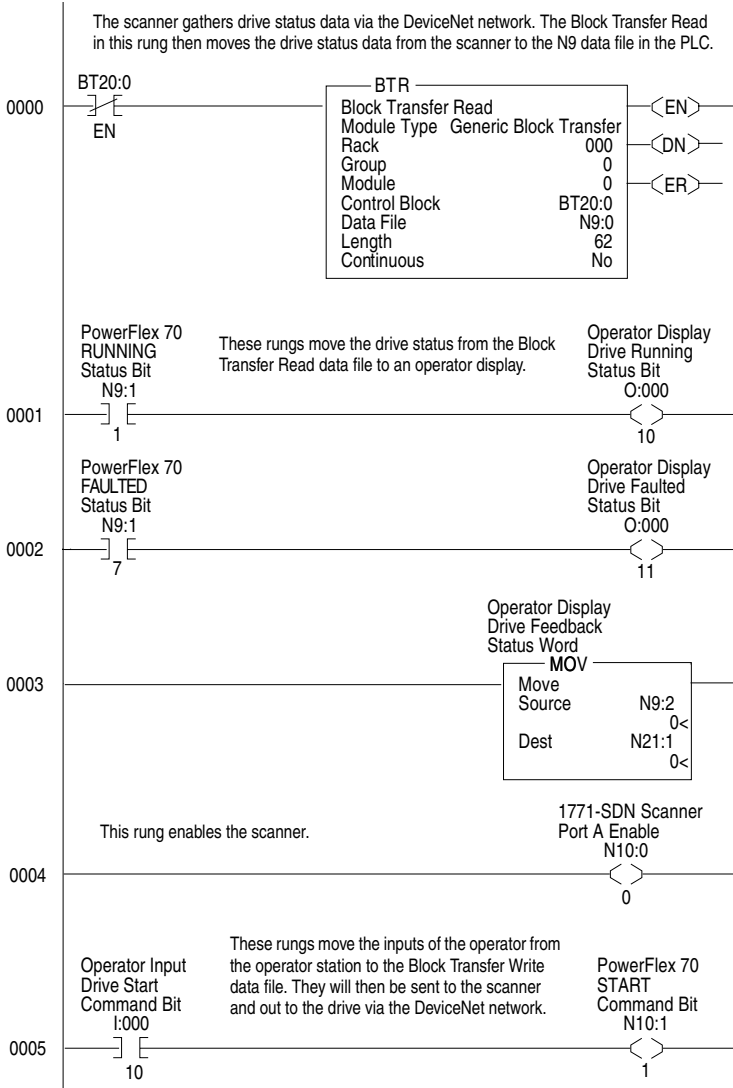 The scanner gathers drive status data via the DeviceNet network. The Block Transfer Read
in this rung then moves the drive status data from the scanner to the N9 data file in the PLC.
BT20:0
0000
EN
BTR
Block Transfer Read
Module Type Generic Block Transfer
Rack 000
Group 0
Module 0
Control Block BT20:0
Data File N9:0
Length 62
Continuous No
EN
DN
ER
PowerFlex 70
RUNNING
Status Bit
N9:1
These rungs move the drive status from the Block
Transfer Read data file to an operator display.
Operator Display
Drive Running
Status Bit
O:000
0001
1
10
PowerFlex 70
FAULTED
Status Bit
N9:1
Operator Display
Drive Faulted
Status Bit
O:000
0002
7
11
Operator Display
Drive Feedback
Status Word
0003
MOV
Move
Source N9:2
0<
Dest N21:1
0<
This rung enables the scanner.
1771-SDN Scanner
Port A Enable
N10:0
0004
0
Operator Input
Drive Start
Command Bit
I:000
These rungs move the inputs of the operator from
the operator station to the Block Transfer Write
data file. They will then be sent to the scanner
and out to the drive via the DeviceNet network.
PowerFlex 70
START
Command Bit
N10:1
0005
10
1